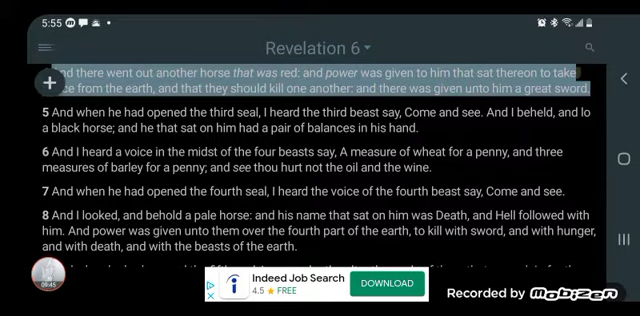 5:55
Revelation 6
and there went out another horse that was red: and power was given to him that sat thereon to take
ce from the earth, and that they should kill one another: and there was given unto him a great sword.
5 And when he had opened the third seal, I heard the third beast say, Come and see. And I beheld, and lo
a black horse; and he that sat on him had a pair of balances in his hand.
6 And I heard a voice in the midst of the four beasts say, A measure of wheat for a penny, and three
measures of barley for a penny; and see thou hurt not the oil and the wine.
7 And when he had opened the fourth seal, I heard the voice of the fourth beast say, Come and see.
8 And I looked, and behold a pale horse: and his name that sat on him was Death, and Hell followed with
him. And power was given unto them over the fourth part of the earth, to kill with sword, and with hunger,
and with death, and with the beasts of the earth.
09:45
Indeed Job Search
4.5 ★ FREE
DOWNLOAD
Recorded by mobizen